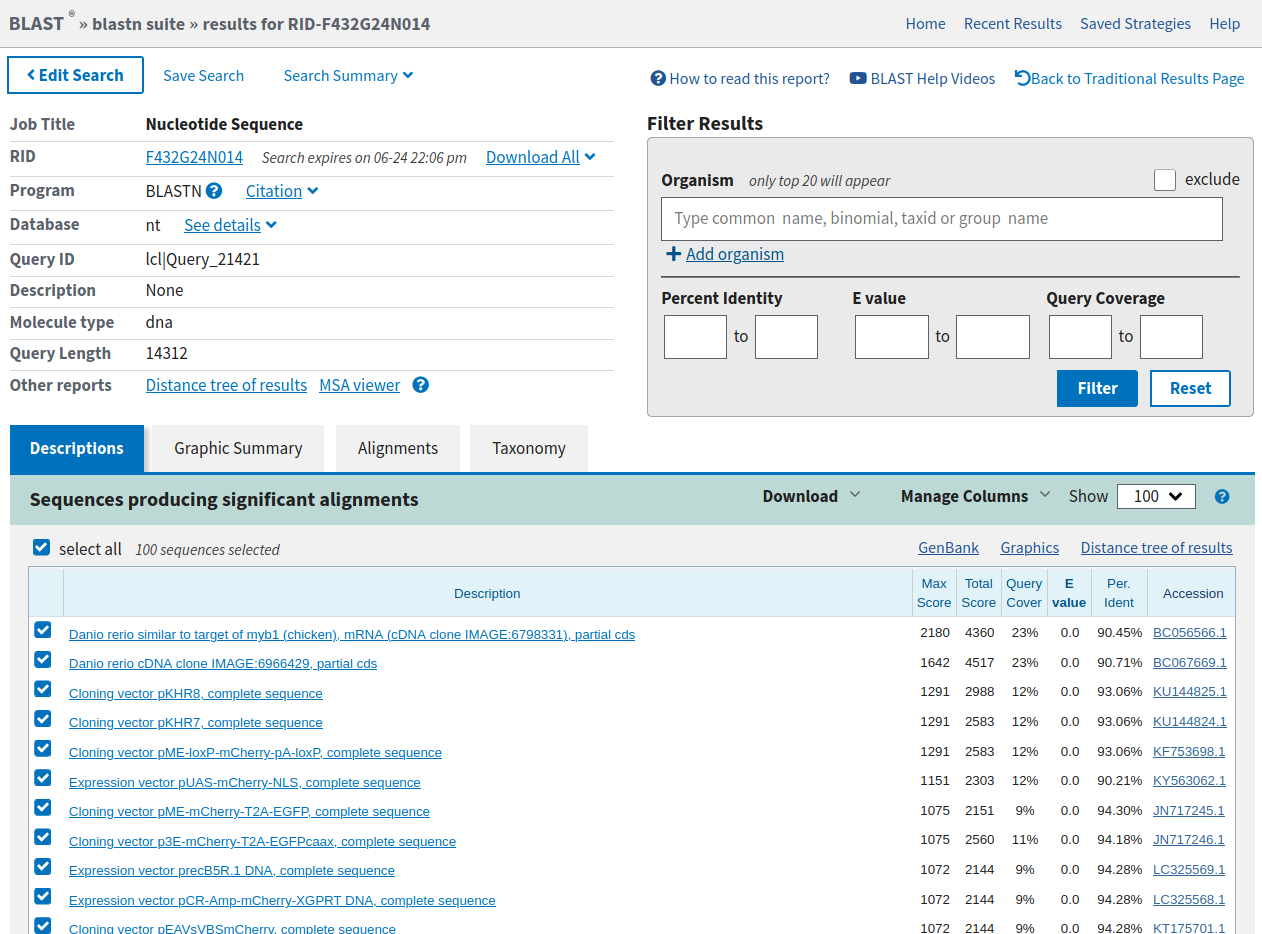 BLAST ® » blastn suite » results for RID-F432G24N014
Home Recent Results Saved Strategies Help
Edit Search Save Search Search Summary
How to read this report? BLAST Help Videos Back to Traditional Results Page
Job Title Nucleotide Sequence
RID F432G24N014 Search expires on 06-24 22:06 pm Download All
Program BLASTN Citation
Database nt See details
Query ID lcl|Query_21421
Description None
Molecule type dna
Query Length 14312
Other reports Distance tree of results MSA viewer
Filter Results
Organism only top 20 will appear exclude
Type common name, binomial, taxid or group name
Add organism
Percent Identity E value Query Coverage
to to to
Filter Reset
Descriptions Graphic Summary Alignments Taxonomy
Sequences producing significant alignments Download Manage Columns Show 100
select all 100 sequences selected GenBank Graphics Distance tree of results
Description Max Score Total Score Query Cover E value Per. Ident Accession
Danio rerio similar to target of myb1 (chicken), mRNA (cDNA clone IMAGE:6798331), partial cds 2180 4360 23% 0.0 90.45% BC056566.1
Danio rerio cDNA clone IMAGE:6966429, partial cds 1642 4517 23% 0.0 90.71% BC067669.1
Cloning vector pKHR8, complete sequence 1291 2988 12% 0.0 93.06% KU144825.1
Cloning vector pKHR7, complete sequence 1291 2583 12% 0.0 93.06% KU144824.1
Cloning vector pME-loxP-mCherry-pA-loxP, complete sequence 1291 2583 12% 0.0 93.06% KF753698.1
Expression vector pUAS-mCherry-NLS, complete sequence 1151 2303 12% 0.0 90.21% KY563062.1
Cloning vector pME-mCherry-T2A-EGFP, complete sequence 1075 2151 9% 0.0 94.30% JN717245.1
Cloning vector p3E-mCherry-T2A-EGFPcaax, complete sequence 1075 2560 11% 0.0 94.18% JN717246.1
Expression vector precB5R.1 DNA, complete sequence 1072 2144 9% 0.0 94.28% LC325569.1
Expression vector pCR-Amp-mCherry-XGPRT DNA, complete sequence 1072 2144 9% 0.0 94.28% LC325568.1
Cloning vector pEAVsVBSmCherry, complete sequence 1072 2144 9% 0.0 94.28% KT175701.1